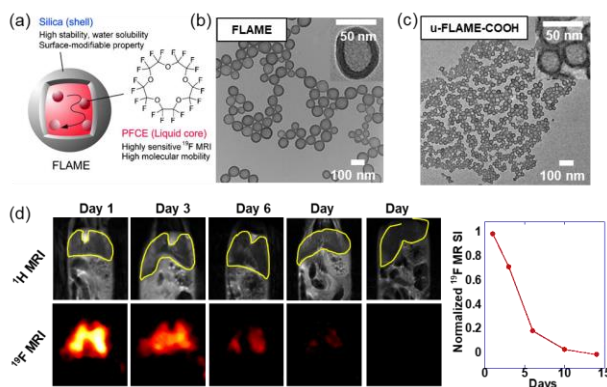 (a)
Silica (shell)
High stability, water solubility
Surface-modifiable property
PFCE (Liquid core)
Highly sensitive ¹⁹F MRI
High molecular mobility
FLAME
(b)
FLAME
50 nm
100 nm
(c)
u-FLAME-COOH
50 nm
100 nm
(d)
Day 1
Day 3
Day 6
Day
Day
¹H MRI
¹⁹F MRI
Normalized ¹⁹F MR SI
1
0.8
0.6
0.4
0.2
0
0
5
10
15
Days